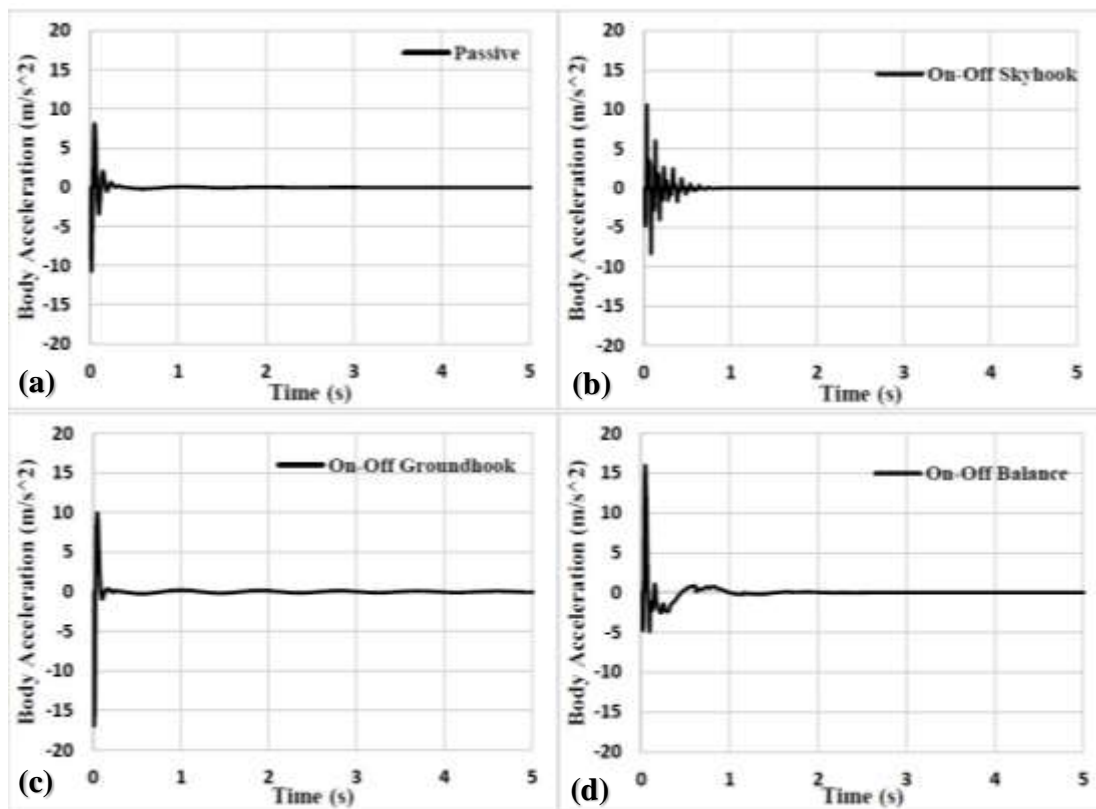 20
15
10
5
0
-5
-10
-15
-20
Body Acceleration (m/s^2)
Passive
0 1 2 3 4 5
Time (s)
(a)
20
15
10
5
0
-5
-10
-15
-20
Body Acceleration (m/s^2)
On-Off Skyhook
0 1 2 3 4 5
Time (s)
(b)
20
15
10
5
0
-5
-10
-15
-20
Body Acceleration (m/s^2)
On-Off Groundhook
0 1 2 3 4 5
Time (s)
(c)
20
15
10
5
0
-5
-10
-15
-20
Body Acceleration (m/s^2)
On-Off Balance
0 1 2 3 4 5
Time (s)
(d)